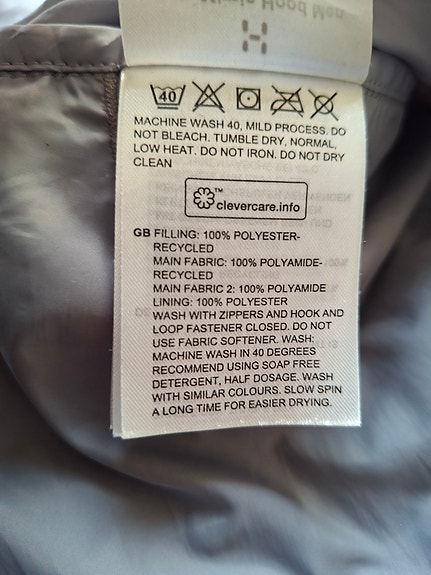 Mimic Hood Men
40
MACHINE WASH 40, MILD PROCESS. DO
NOT BLEACH. TUMBLE DRY, NORMAL,
LOW HEAT. DO NOT IRON. DO NOT DRY
CLEAN
™
clevercare.info
GB FILLING: 100% POLYESTER-
RECYCLED
MAIN FABRIC: 100% POLYAMIDE-
RECYCLED
MAIN FABRIC 2: 100% POLYAMIDE
LINING: 100% POLYESTER
WASH WITH ZIPPERS AND HOOK AND
LOOP FASTENER CLOSED. DO NOT
USE FABRIC SOFTENER. WASH:
MACHINE WASH IN 40 DEGREES
RECOMMEND USING SOAP FREE
DETERGENT, HALF DOSAGE. WASH
WITH SIMILAR COLOURS. SLOW SPIN
A LONG TIME FOR EASIER DRYING.